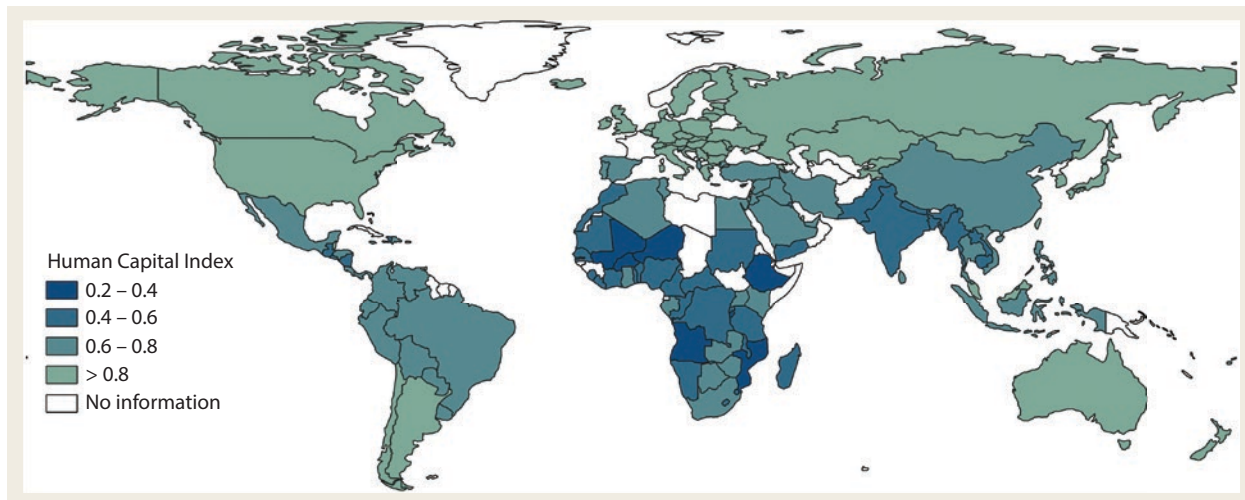 Human Capital Index
0.2 – 0.4
0.4 – 0.6
0.6 – 0.8
> 0.8
No information